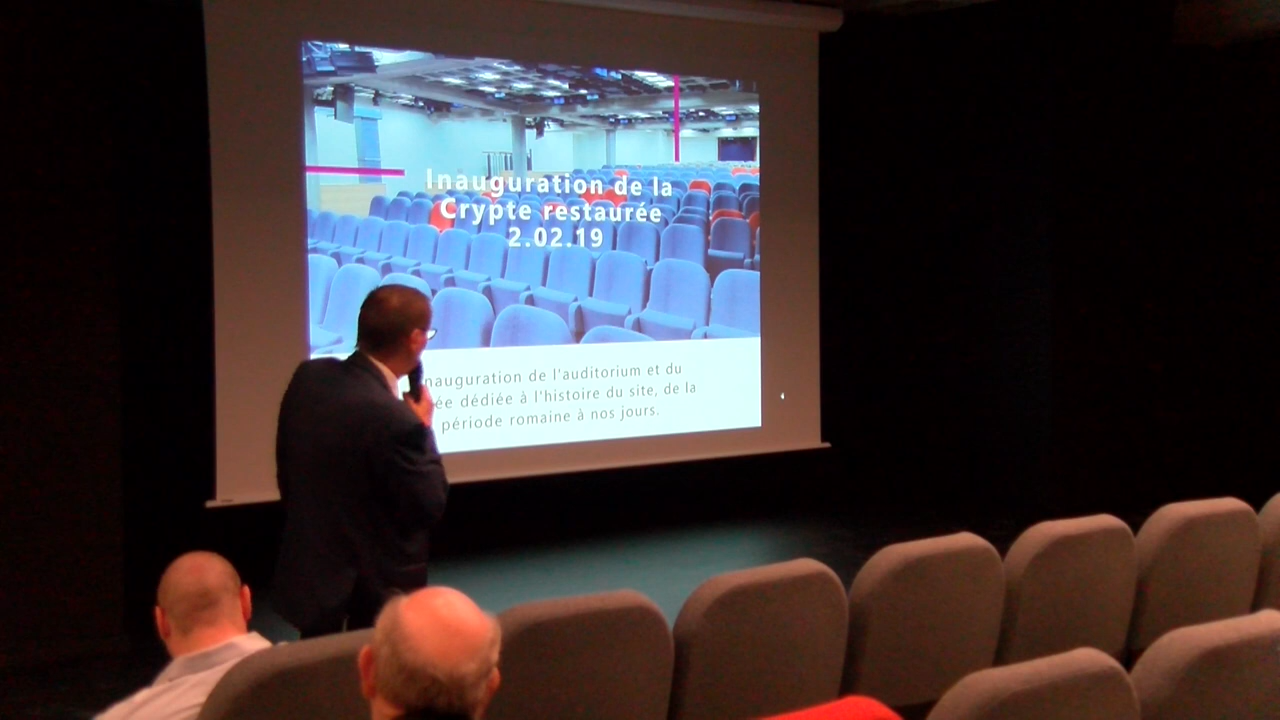 Inauguration de la
Crypte restaurée
2.02.19
nauguration de l'auditorium et du
ée dédiée à l'histoire du site, de la
période romaine à nos jours.